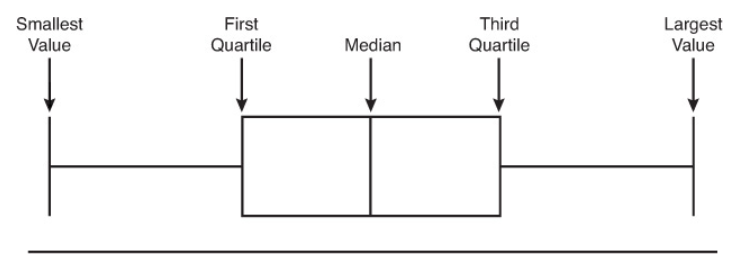 Smallest
Value
First
Quartile
Median
Third
Quartile
Largest
Value